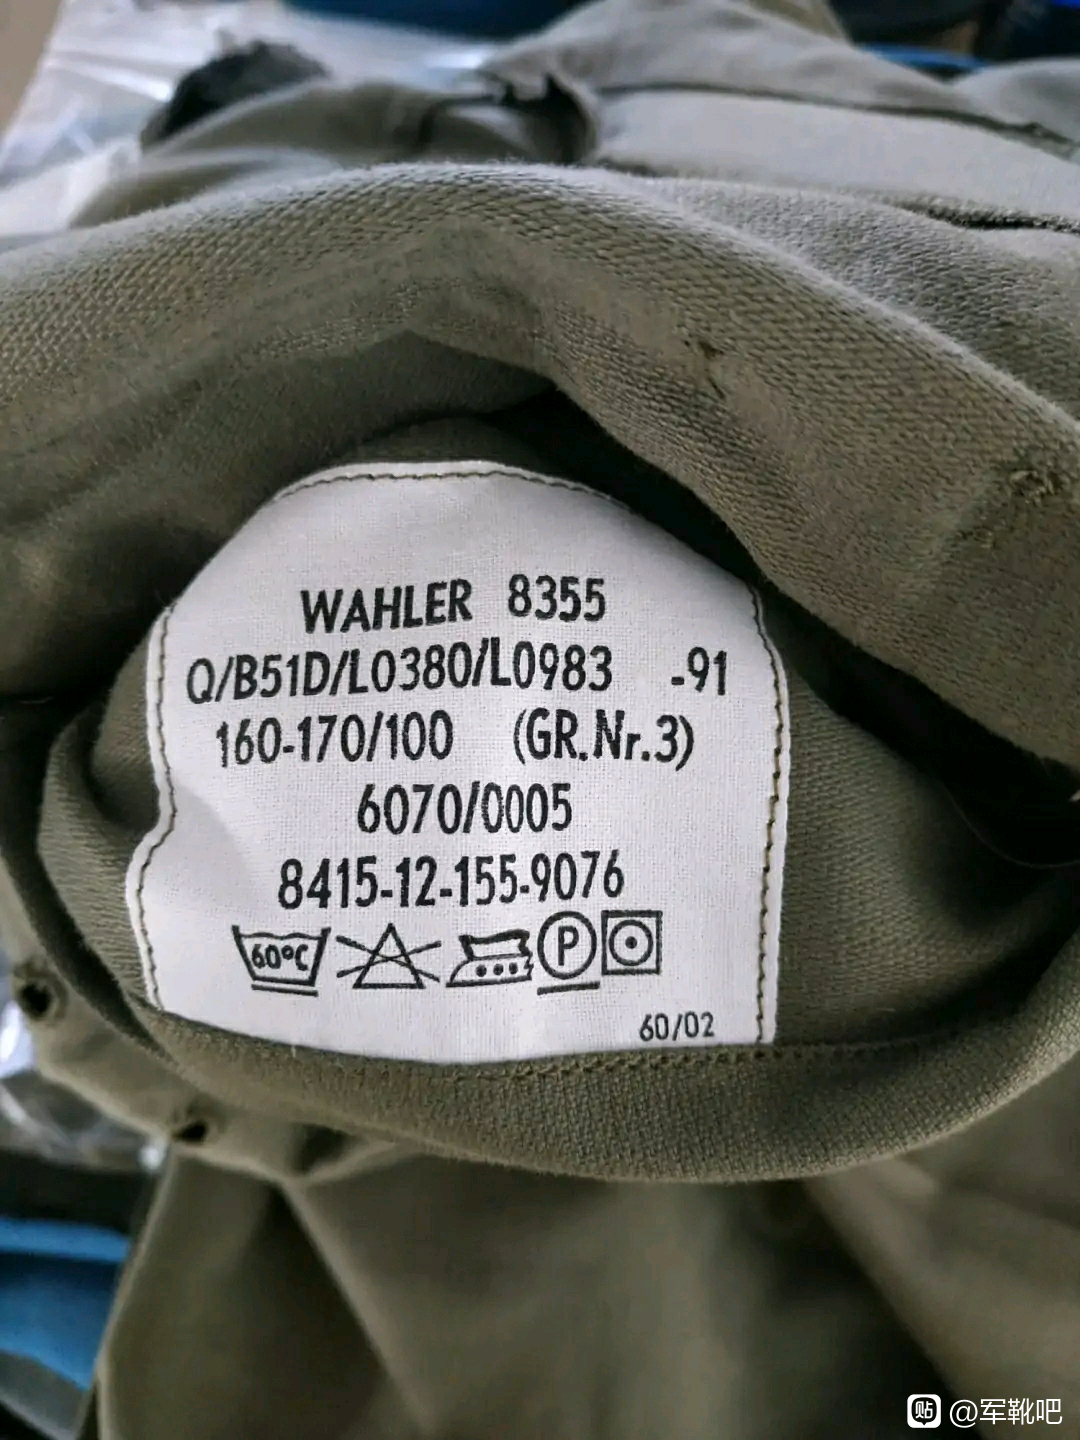 WAHLER 8355
Q/B51D/L0380/L0983 -91
160-170/100 (GR.Nr.3)
6070/0005
8415-12-155-9076
60°C P
60/02
贴 @军靴吧